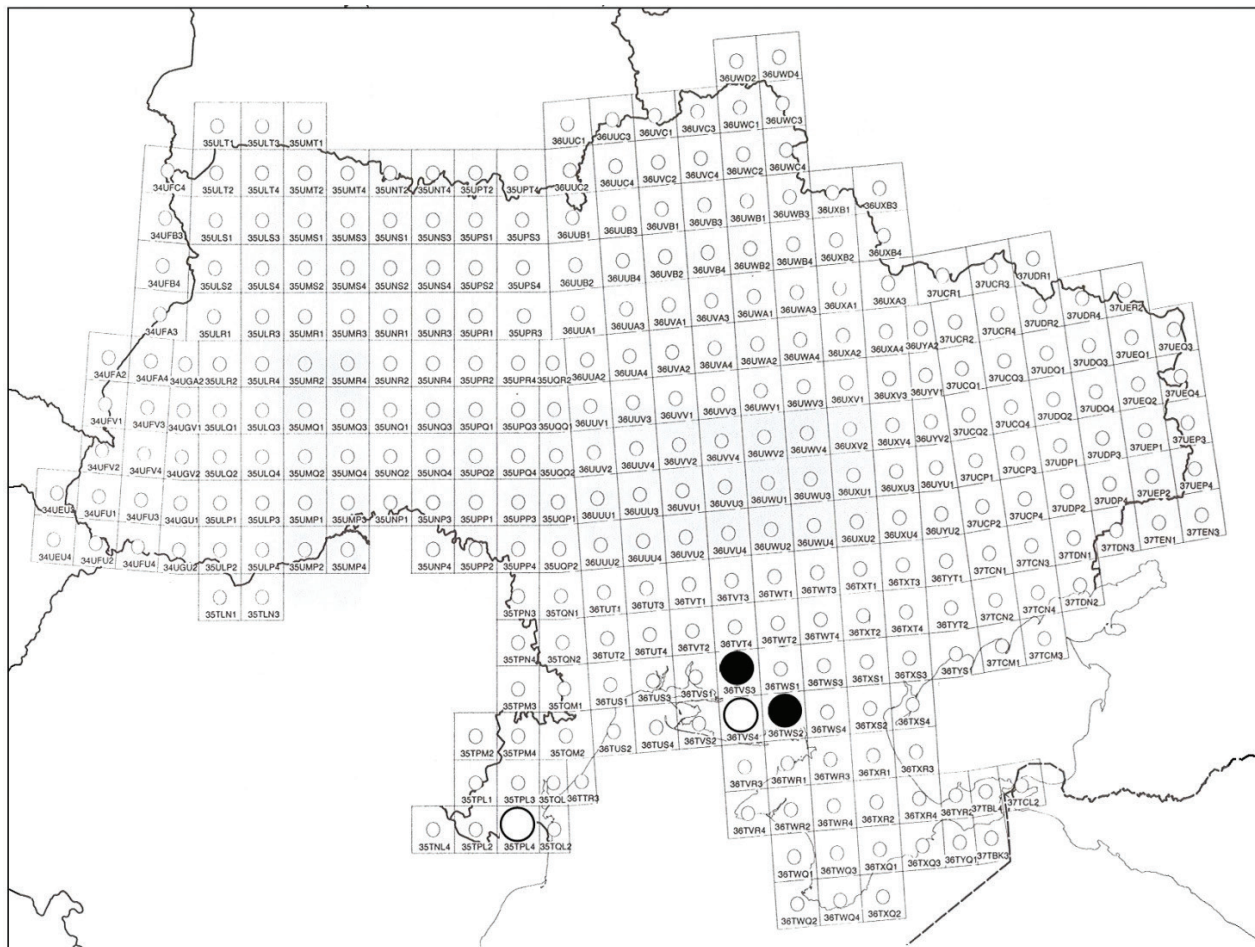 36UWD2 36UWD4
35ULT1 35ULT3 35UMT1 36UUC1 36UUC3 36UVC1 36UVC3 36UWC1 36UWC3
34UFC4 35ULT2 35ULT4 35UMT2 35UMT4 35UNT2 35UNT4 35UPT2 35UPT4 36UUC2 36UUC4 36UVC2 36UVC4 36UWC2 36UWC4
34UFB3 35ULS1 35ULS3 35UMS1 35UMS3 35UNS1 35UNS3 35UPS1 35UPS3 36UUB1 36UUB3 36UVB1 36UVB3 36UWB1 36UWB3 36UXB1 36UXB3
34UFB4 35ULS2 35ULS4 35UMS2 35UMS4 35UNS2 35UNS4 35UPS2 35UPS4 36UUB2 36UUB4 36UVB2 36UVB4 36UWB2 36UWB4 36UXB2 36UXB4
34UFA3 35ULR1 35ULR3 35UMR1 35UMR3 35UNR1 35UNR3 35UPR1 35UPR3 36UUA1 36UUA3 36UVA1 36UVA3 36UWA1 36UWA3 36UXA1 36UXA3 37UCR1 37UCR3 37UDR1
34UFA2 34UFA4 34UGA2 35ULR2 35ULR4 35UMR2 35UMR4 35UNR2 35UNR4 35UPR2 35UPR4 35UQR2 36UUA2 36UUA4 36UVA2 36UVA4 36UWA2 36UWA4 36UXA2 36UXA4 36UYA2 37UCR2 37UCR4 37UDR2 37UDR4 37UER2
34UFV1 34UFV3 34UGV1 35ULQ1 35ULQ3 35UMQ1 35UMQ3 35UNQ1 35UNQ3 35UPQ1 35UPQ3 35UQQ1 36UUV1 36UUV3 36UVV1 36UVV3 36UWV1 36UWV3 36UXV1 36UXV3 36UYV1 37UCQ1 37UCQ3 37UDQ1 37UDQ3 37UEQ1 37UEQ3
34UFV2 34UFV4 34UGV2 35ULQ2 35ULQ4 35UMQ2 35UMQ4 35UNQ2 35UNQ4 35UPQ2 35UPQ4 35UQQ2 36UUV2 36UUV4 36UVV2 36UVV4 36UWV2 36UWV4 36UXV2 36UXV4 36UYV2 37UCQ2 37UCQ4 37UDQ2 37UDQ4 37UEQ2 37UEQ4
34UFU1 34UFU3 34UGU1 35ULP1 35ULP3 35UMP1 35UMP3 35UNP1 35UNP3 35UPP1 35UPP3 35UQP1 36UUU1 36UUU3 36UVU1 36UVU3 36UWU1 36UWU3 36UXU1 36UXU3 36UYU1 37UCP1 37UCP3 37UDP1 37UDP3 37UEP1 37UEP3
34UEU4 34UFU2 34UFU4 34UGU2 35ULP2 35ULP4 35UMP2 35UMP4 35UNP4 35UPP2 35UPP4 35UQP2 36UUU2 36UUU4 36UVU2 36UVU4 36UWU2 36UWU4 36UXU2 36UXU4 36UYU2 37UCP2 37UCP4 37UDP2 37UDP4 37UEP2 37UEP4
35TLN1 35TLN3 35TPN3 35TQN1 36TUT1 36TUT3 36TVT1 36TVT3 36TWT1 36TWT3 36TXT1 36TXT3 36TYT1 37TCN1 37TCN3 37TDN1 37TDN3 37TEN1 37TEN3
35TPN4 35TQN2 36TUT2 36TUT4 36TVT2 36TVT4 36TWT2 36TWT4 36TXT2 36TXT4 36TYT2 37TCN2 37TCN4 37TDN2
35TPM3 35TQM1 36TUS1 36TUS3 36TVS1 36TVS3 36TWS1 36TWS3 36TXS1 36TXS3 36TYS1 37TCM1 37TCM3
35TPM2 35TPM4 35TQM2 36TUS2 36TUS4 36TVS2 36TVS4 36TWS2 36TWS4 36TXS2 36TXS4
35TPL1 35TPL3 35TQL 36TTR3 36TVR3 36TWR1 36TWR3 36TXR1 36TXR3
35TNL4 35TPL2 35TPL4 35TQL2 36TVR4 36TWR2 36TWR4 36TXR2 36TXR4 36TYR2 37TBL4 37TCL2
36TWQ1 36TWQ3 36TXQ1 36TXQ3 36TYQ1 37TBK3
36TWQ2 36TWQ4 36TXQ2